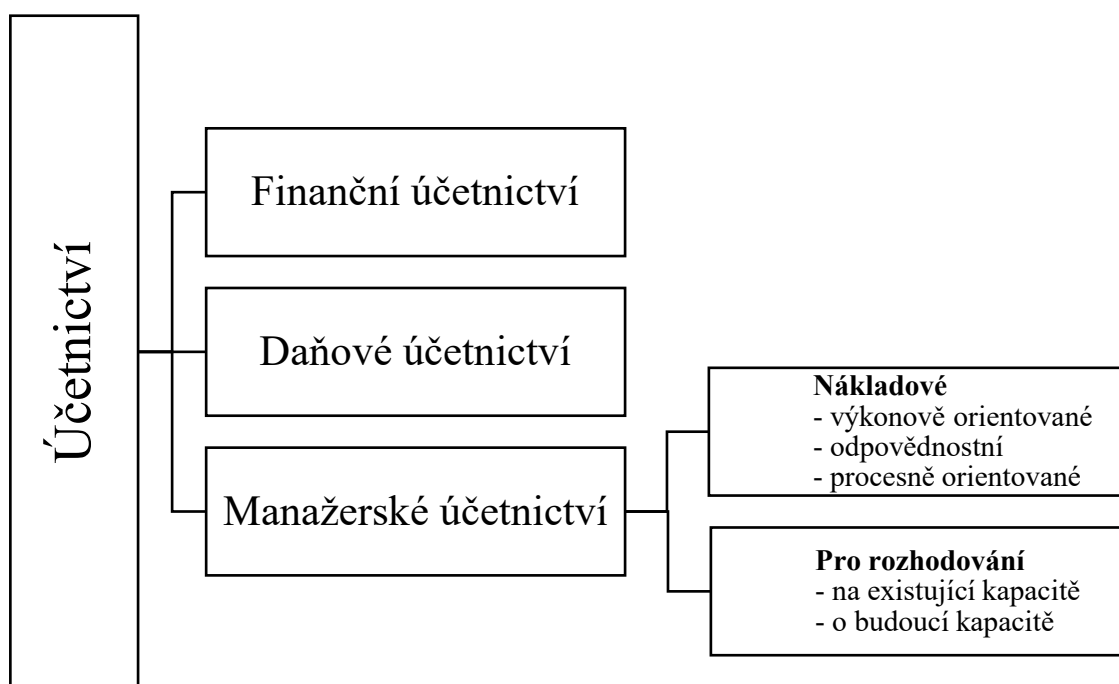 Účetnictví
Finanční účetnictví
Daňové účetnictví
Manažerské účetnictví
Nákladové
- výkonově orientované
- odpovědnostní
- procesně orientované
Pro rozhodování
- na existující kapacitě
- o budoucí kapacitě